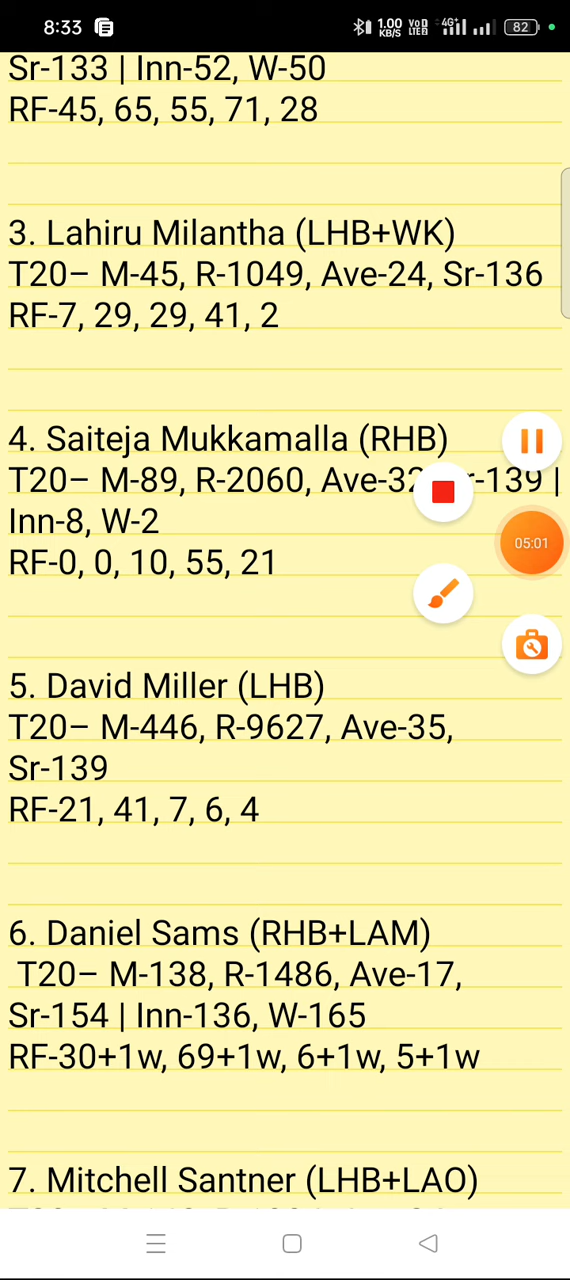 8:33 1.00 KB/S Vo LTE2 4G+ 82
Sr-133 | Inn-52, W-50
RF-45, 65, 55, 71, 28
3. Lahiru Milantha (LHB+WK)
T20– M-45, R-1049, Ave-24, Sr-136
RF-7, 29, 29, 41, 2
4. Saiteja Mukkamalla (RHB)
T20– M-89, R-2060, Ave-32 -139 |
Inn-8, W-2
RF-0, 0, 10, 55, 21
05:01
5. David Miller (LHB)
T20– M-446, R-9627, Ave-35,
Sr-139
RF-21, 41, 7, 6, 4
6. Daniel Sams (RHB+LAM)
T20– M-138, R-1486, Ave-17,
Sr-154 | Inn-136, W-165
RF-30+1w, 69+1w, 6+1w, 5+1w
7. Mitchell Santner (LHB+LAO)